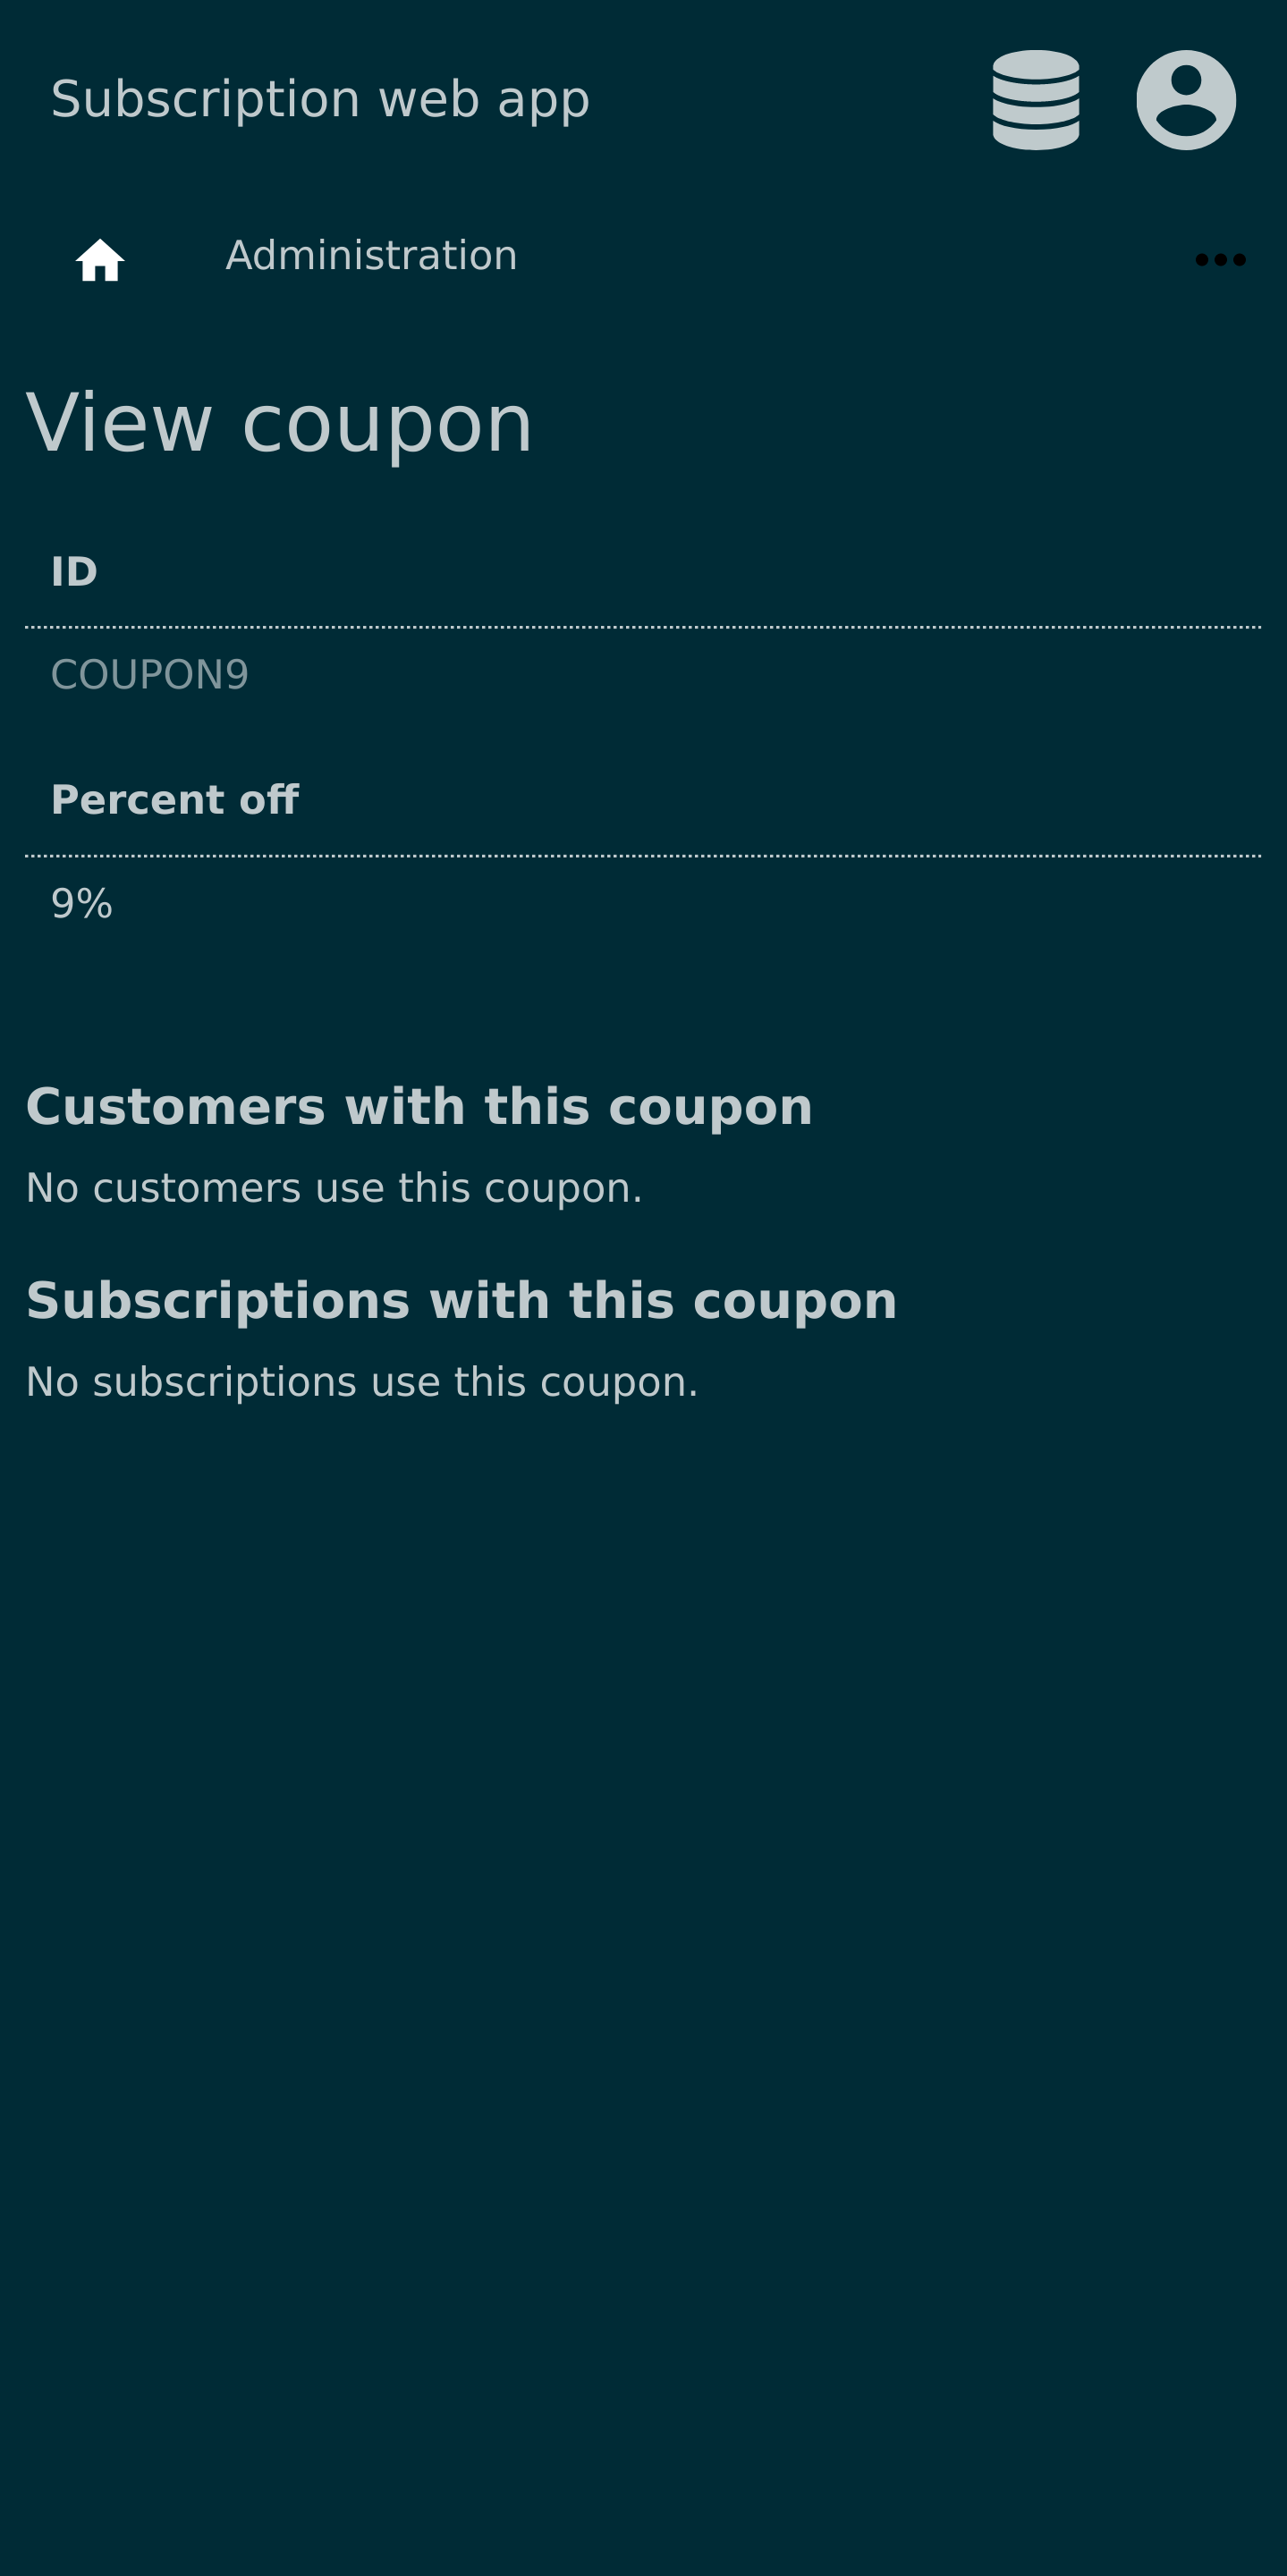 Subscription web app
Administration
View coupon
ID
COUPON9
Percent off
9%
Customers with this coupon
No customers use this coupon.
Subscriptions with this coupon
No subscriptions use this coupon.